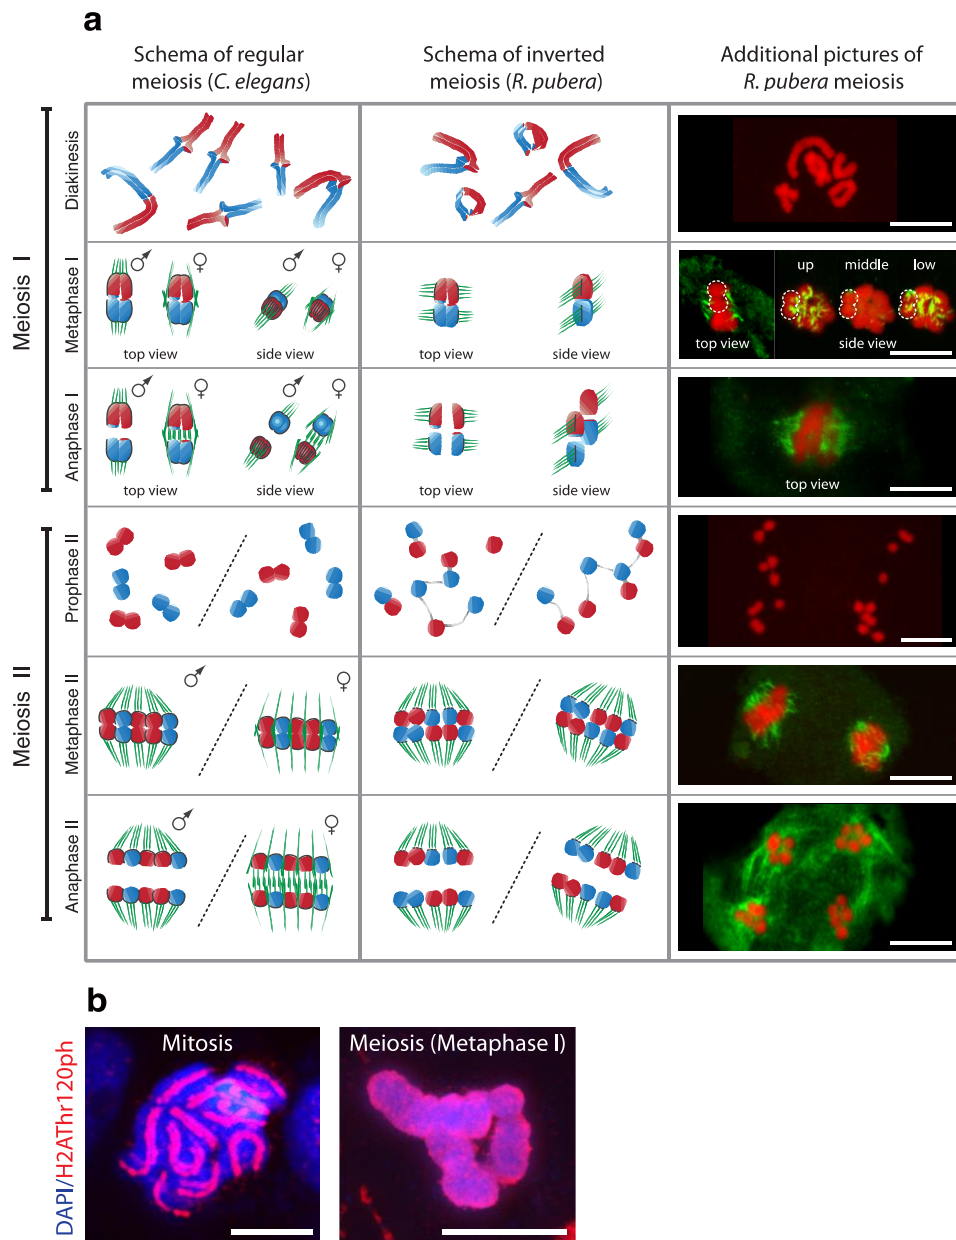 a
Schema of regular
meiosis (C. elegans)
Schema of inverted
meiosis (R. pubera)
Additional pictures of
R. pubera meiosis
Meiosis I
Diakinesis
Metaphase I
♂ ♀ ♂ ♀
top view side view
top view side view
up middle low
top view side view
Anaphase I
♂ ♀ ♂ ♀
top view side view
top view side view
top view
Meiosis II
Prophase II
Metaphase II
♂ ♀
Anaphase II
♂ ♀
b
DAPI/H2AThr120ph
Mitosis
Meiosis (Metaphase I)